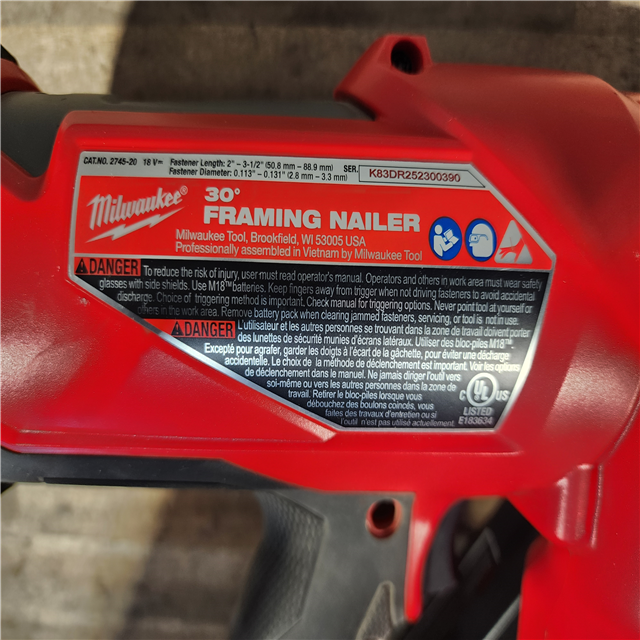 CAT.NO. 2745-20 18 V⎓ Fastener Length: 2" – 3-1/2" (50.8 mm – 88.9 mm)
Fastener Diameter: 0.113" – 0.131" (2.8 mm – 3.3 mm)
SER. K83DR252300390
Milwaukee
30°
FRAMING NAILER
Milwaukee Tool, Brookfield, WI 53005 USA
Professionally assembled in Vietnam by Milwaukee Tool
DANGER To reduce the risk of injury, user must read operator's manual. Operators and others in work area must wear safety
glasses with side shields. Use M18™ batteries. Keep fingers away from trigger when not driving fasteners to avoid accidental
discharge. Choice of triggering method is important. Check manual for triggering options. Never point tool at yourself or
others in the work area. Remove battery pack when clearing jammed fasteners, servicing, or tool is not in use.
DANGER L'utilisateur et les autres personnes se trouvant dans la zone de travail doivent porter
des lunettes de sécurité munies d'écrans latéraux. Utiliser des bloc-piles M18™.
Excepté pour agrafer, garder les doigts à l'écart de la gâchette, pour éviter une décharge
accidentelle. Le choix de la méthode de déclenchement est important. Voir les options
de déclenchement dans le manuel. Ne jamais diriger l'outil vers
soi-même ou vers les autres personnes dans la zone de
travail. Retirer le bloc-piles lorsque vous
débouchez des boulons coincés,
faites des travaux d'entretien ou si
l'outil n'est pas utilisé actuellement.
C UL US
LISTED
E183634